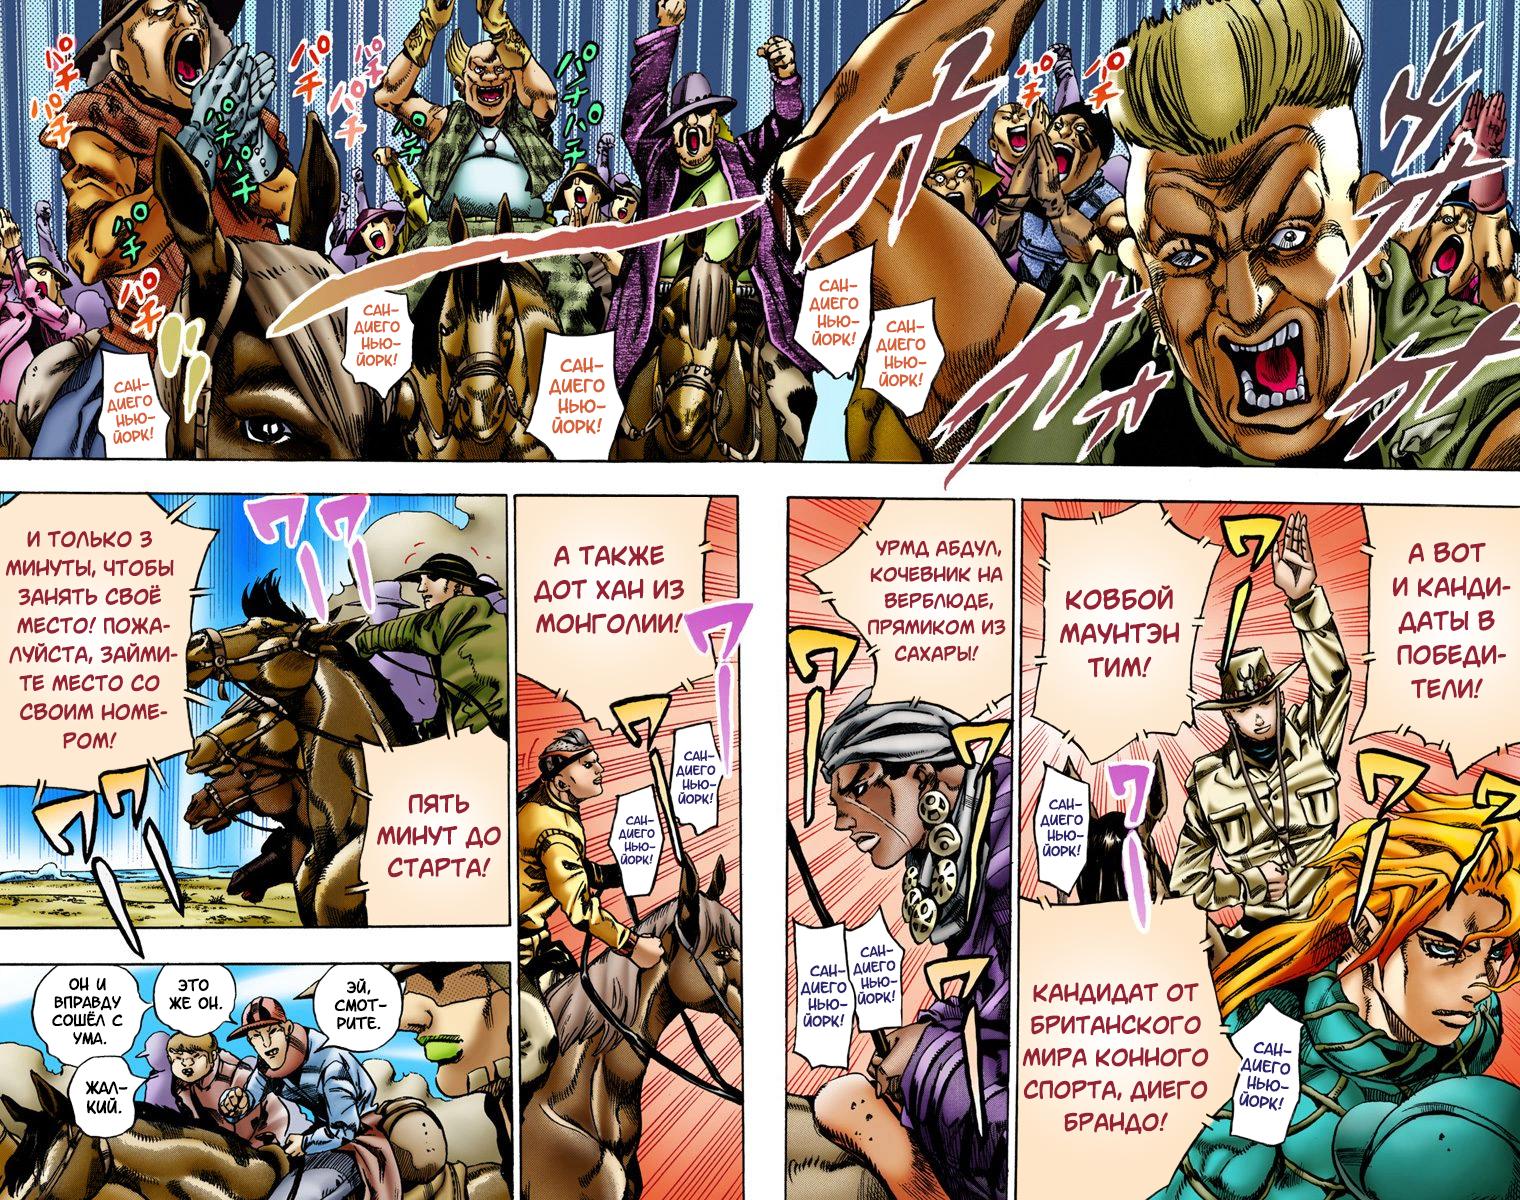 САН-
ДИЕГО
НЬЮ-
ЙОРК!
САН-
ДИЕГО
НЬЮ-
ЙОРК!
САН-
ДИЕГО
НЬЮ-
ЙОРК!
САН-
ДИЕГО
НЬЮ-
ЙОРК!
САН-
ДИЕГО
НЬЮ-
ЙОРК!
А ВОТ
И КАНДИ-
ДАТЫ В
ПОБЕДИ-
ТЕЛИ!
КОВБОЙ
МАУНТЭН
ТИМ!
САН-
ДИЕГО
НЬЮ-
ЙОРК!
КАНДИДАТ ОТ
БРИТАНСКОГО
МИРА КОННОГО
СПОРТА, ДИЕГО
БРАНДО!
САН-
ДИЕГО
НЬЮ-
ЙОРК!
УРМД АБДУЛ,
КОЧЕВНИК НА
ВЕРБЛЮДЕ,
ПРЯМИКОМ ИЗ
САХАРЫ!
САН-
ДИЕГО
НЬЮ-
ЙОРК!
САН-
ДИЕГО
НЬЮ-
ЙОРК!
А ТАКЖЕ
ДОТ ХАН ИЗ
МОНГОЛИИ!
САН-
ДИЕГО
НЬЮ-
ЙОРК!
САН-
ДИЕГО
НЬЮ-
ЙОРК!
ПЯТЬ
МИНУТ ДО
СТАРТА!
И ТОЛЬКО 3
МИНУТЫ, ЧТОБЫ
ЗАНЯТЬ СВОЁ
МЕСТО! ПОЖА-
ЛУЙСТА, ЗАЙМИ-
ТЕ МЕСТО СО
СВОИМ НОМЕ-
РОМ!
ЭЙ,
СМОТ-
РИТЕ.
ЭТО
ЖЕ ОН.
ОН И
ВПРАВДУ
СОШЁЛ С
УМА.
ЖАЛ-
КИЙ.